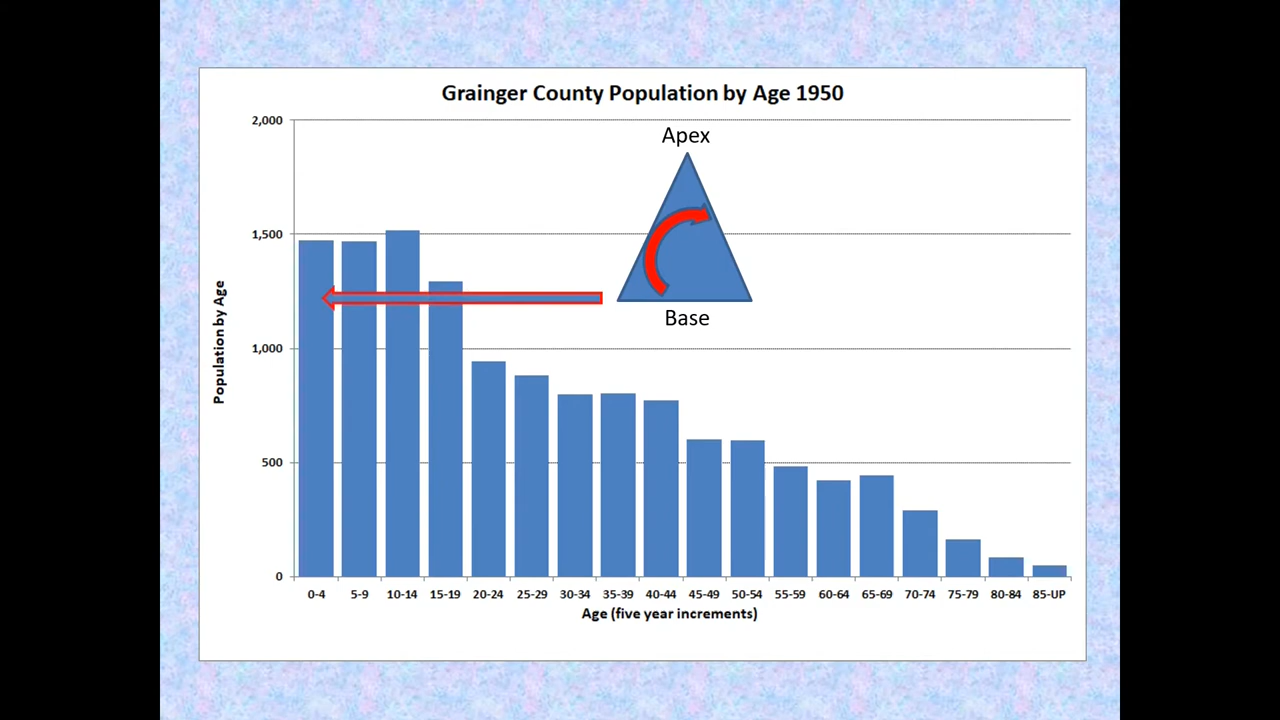 Grainger County Population by Age 1950
2,000
Apex
1,500
Base
1,000
500
0
Population by Age
0-4 5-9 10-14 15-19 20-24 25-29 30-34 35-39 40-44 45-49 50-54 55-59 60-64 65-69 70-74 75-79 80-84 85-UP
Age (five year increments)